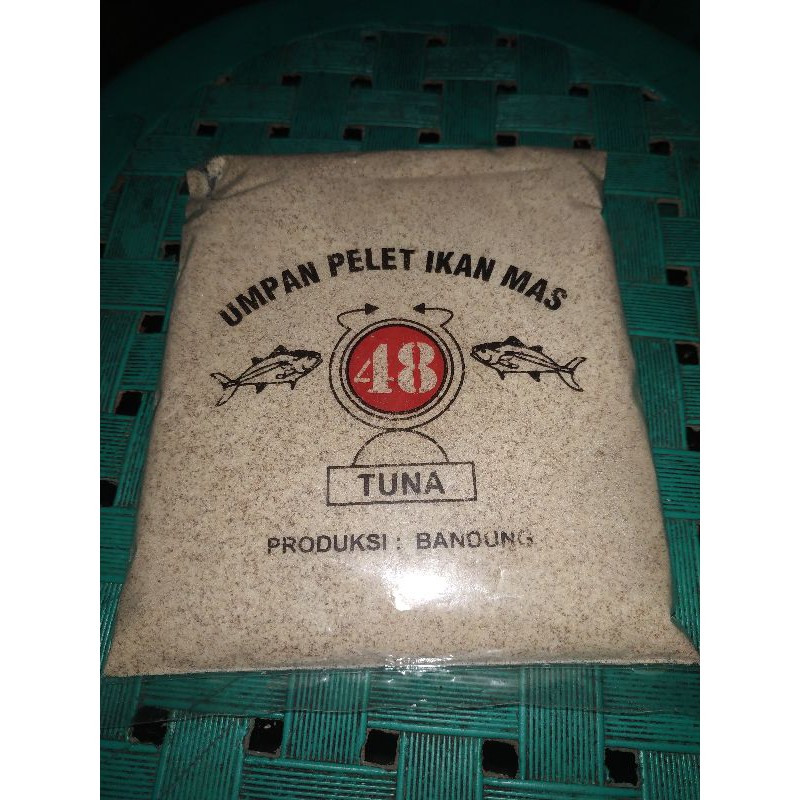 UMPAN PELET IKAN MAS
48
TUNA
PRODUKSI : BANDUNG